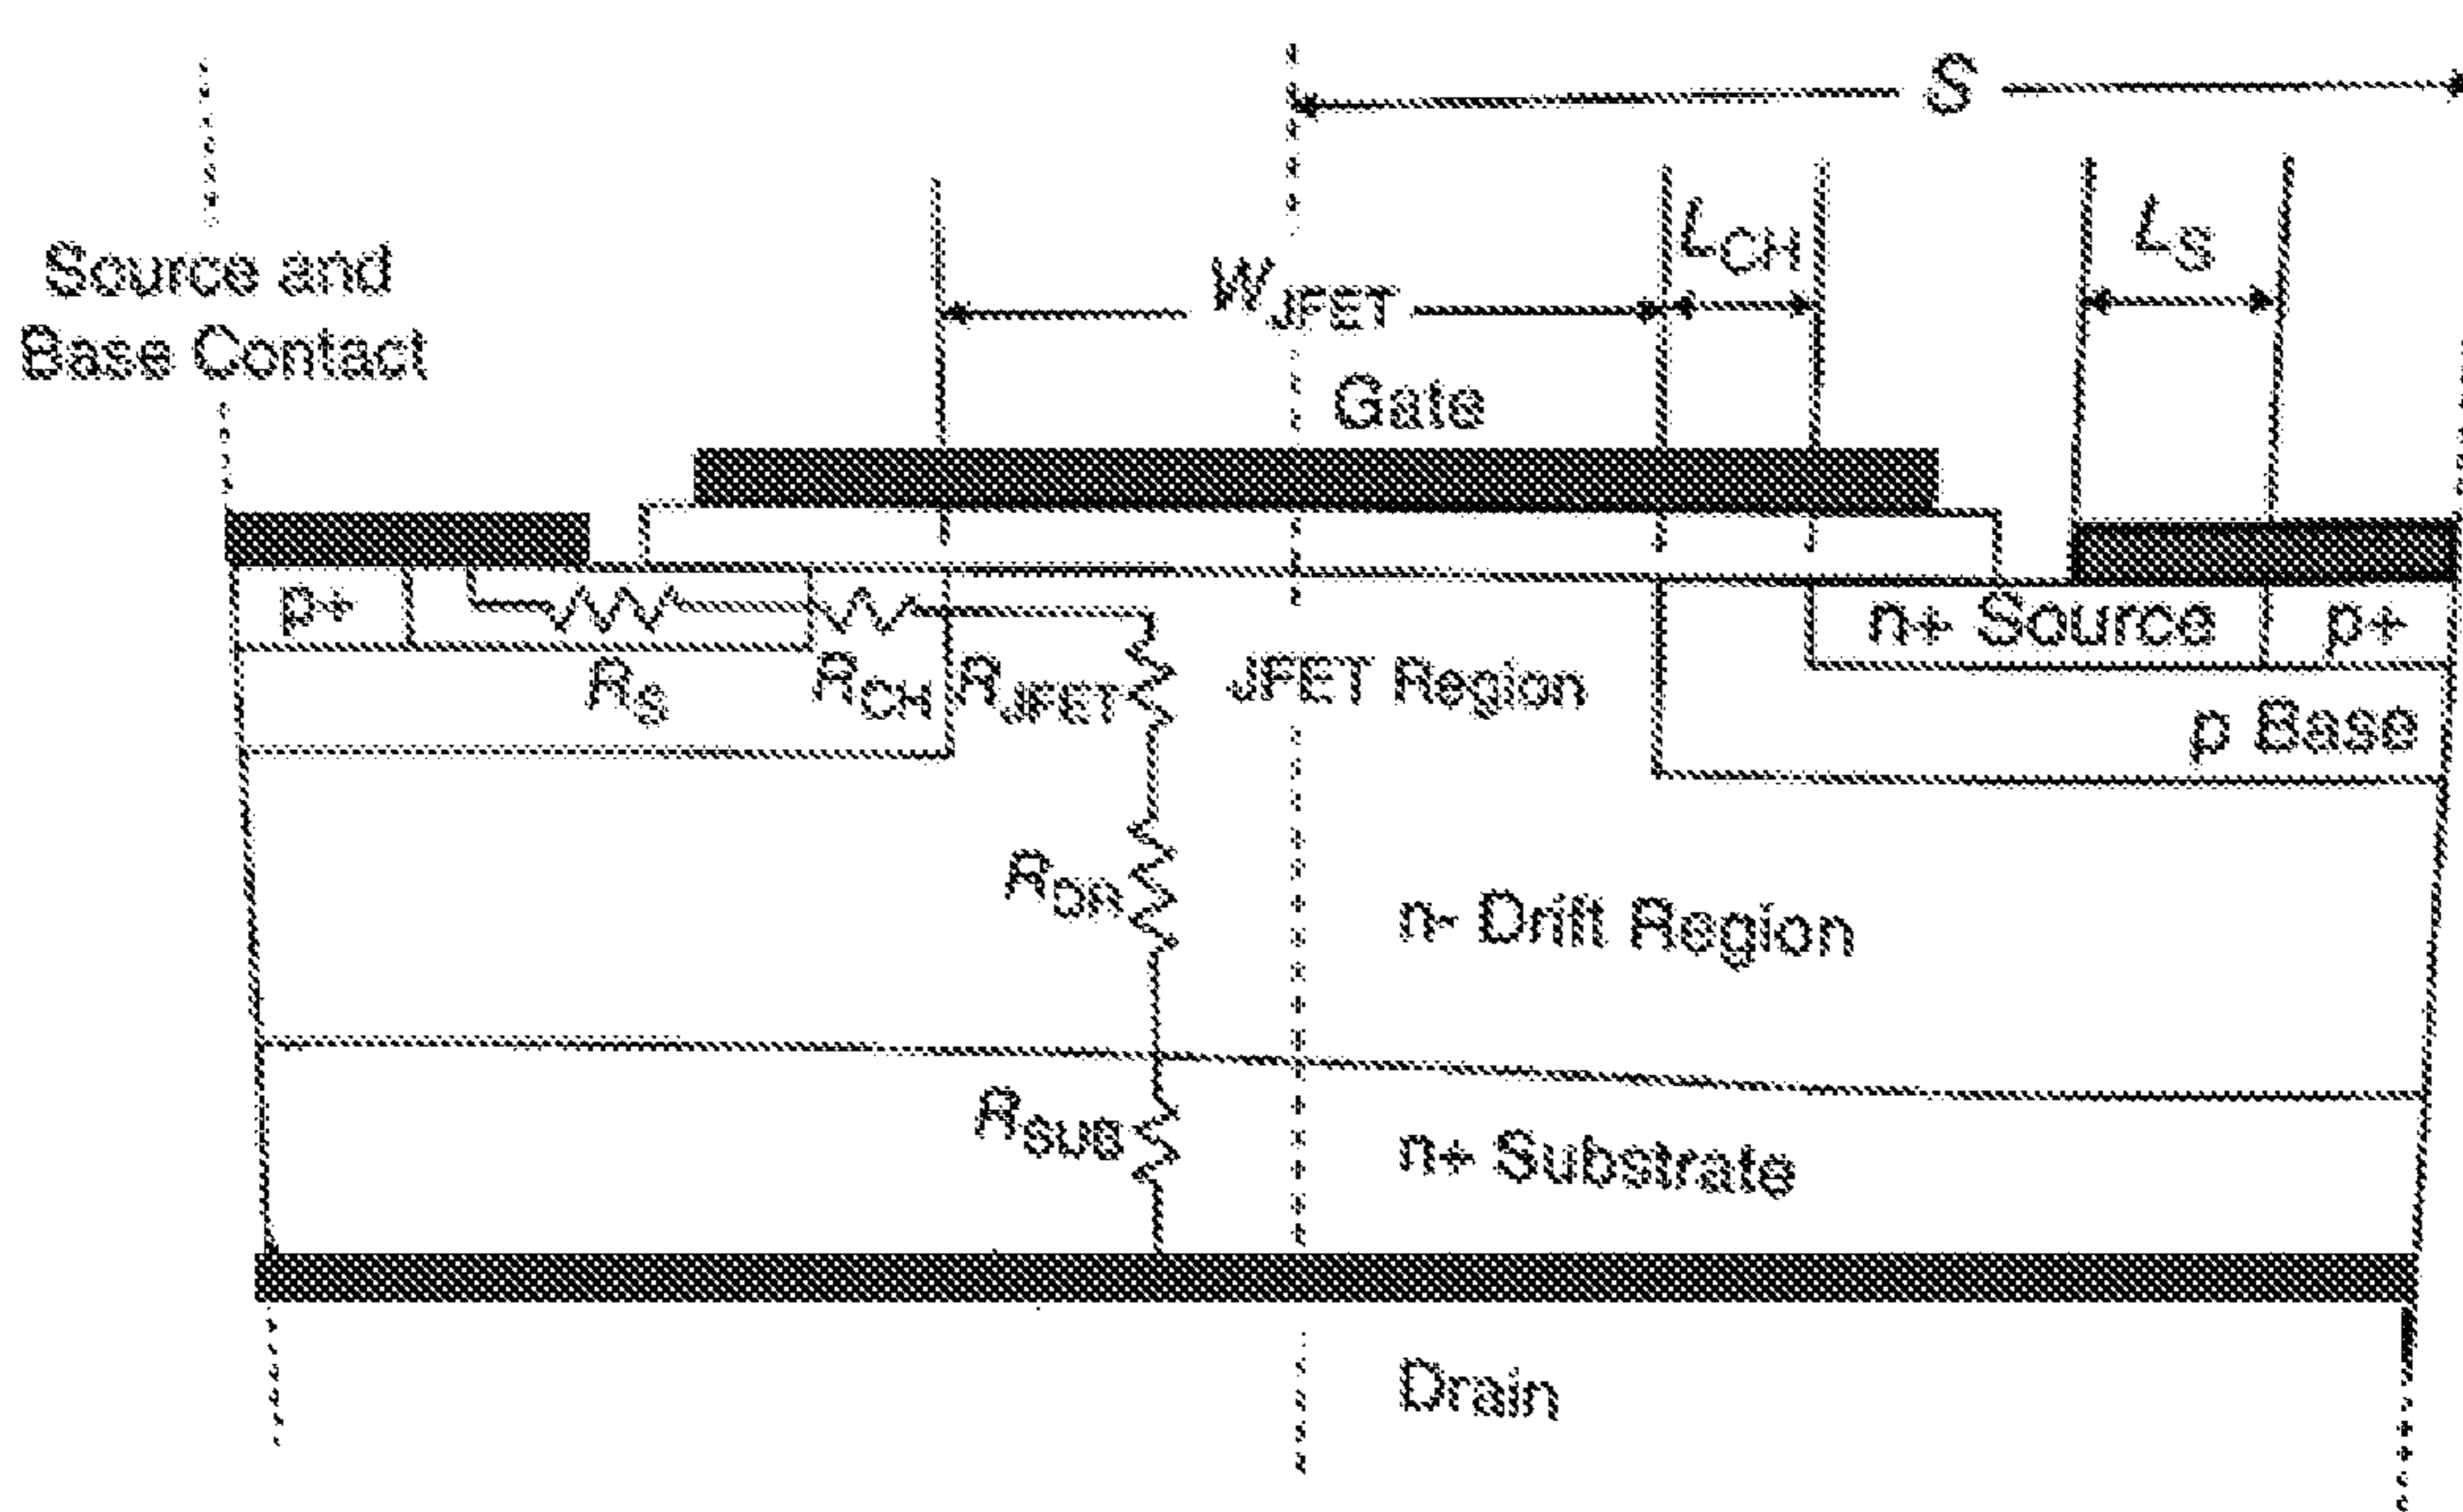 S
Source and
Base Contact
W_JFET
L_CH
L_S
Gate
p+
n+ Source
p+
R_S
R_CH
R_JFET
JFET Region
p Base
R_DR
n- Drift Region
R_SUB
n+ Substrate
Drain